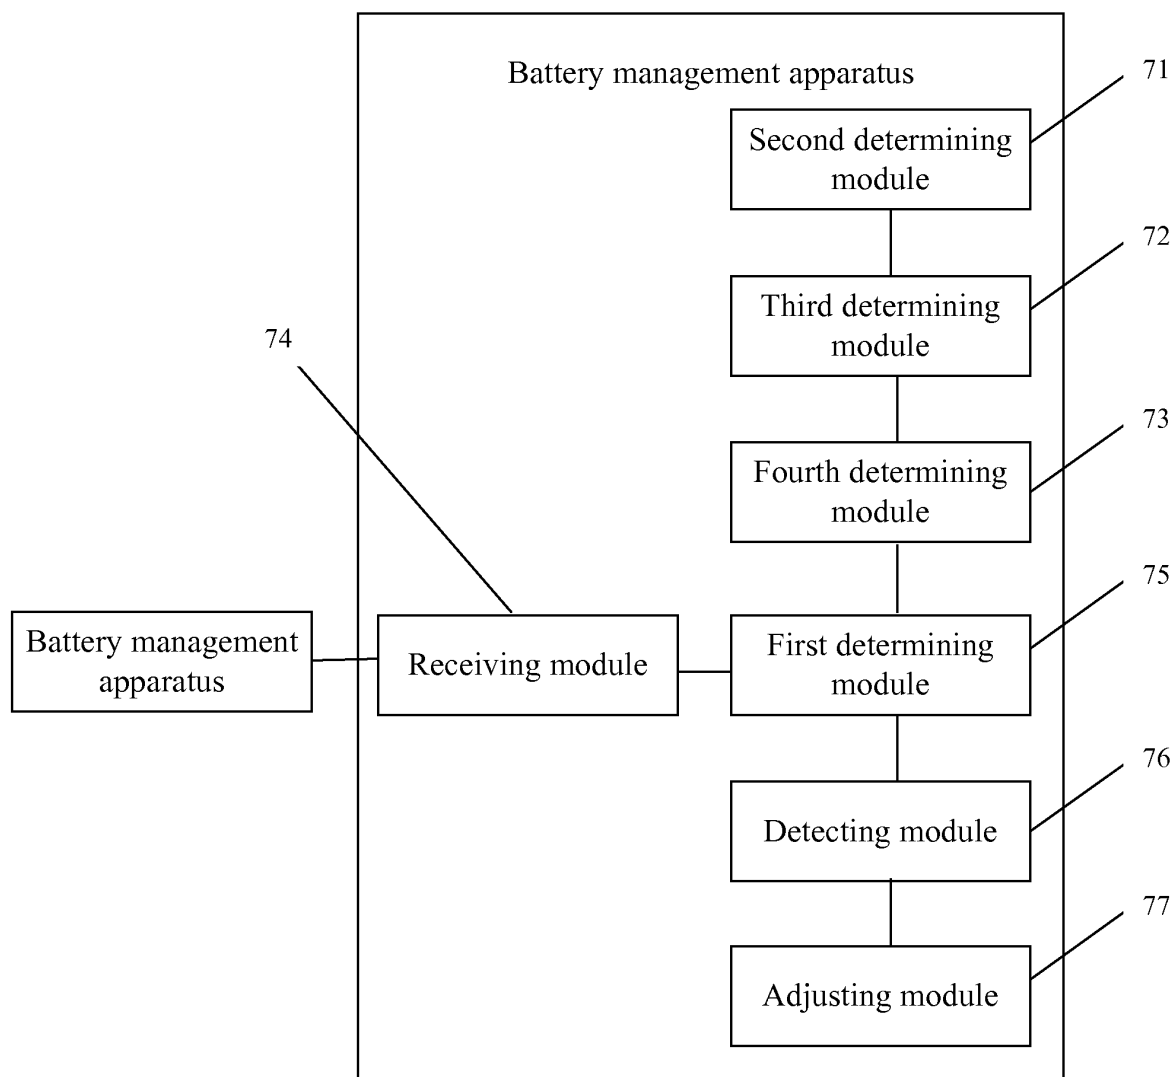 Battery management apparatus
71
Second determining
module
72
Third determining
module
74
73
Fourth determining
module
75
Battery management
apparatus
Receiving module
First determining
module
76
Detecting module
77
Adjusting module